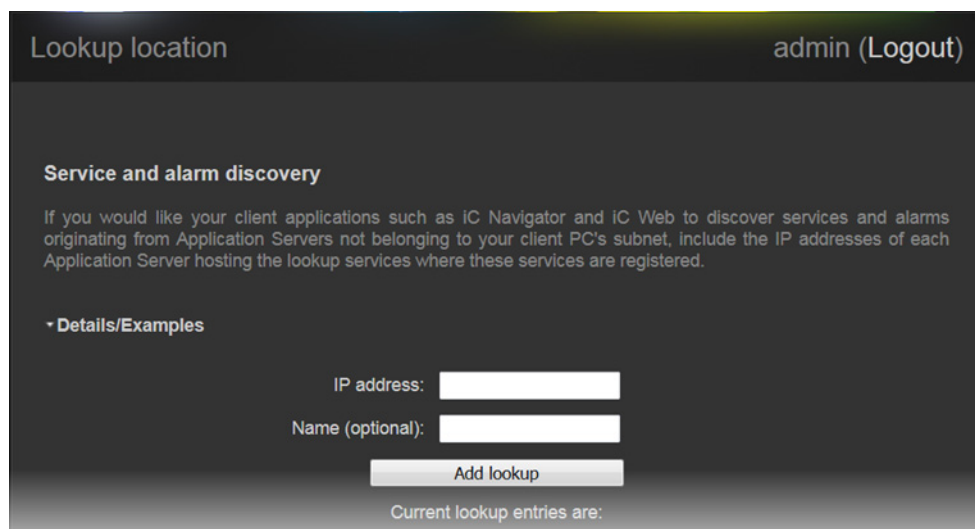 Lookup location
admin (Logout)
Service and alarm discovery
If you would like your client applications such as iC Navigator and iC Web to discover services and alarms
originating from Application Servers not belonging to your client PC's subnet, include the IP addresses of each
Application Server hosting the lookup services where these services are registered.
Details/Examples
IP address:
Name (optional):
Add lookup
Current lookup entries are: